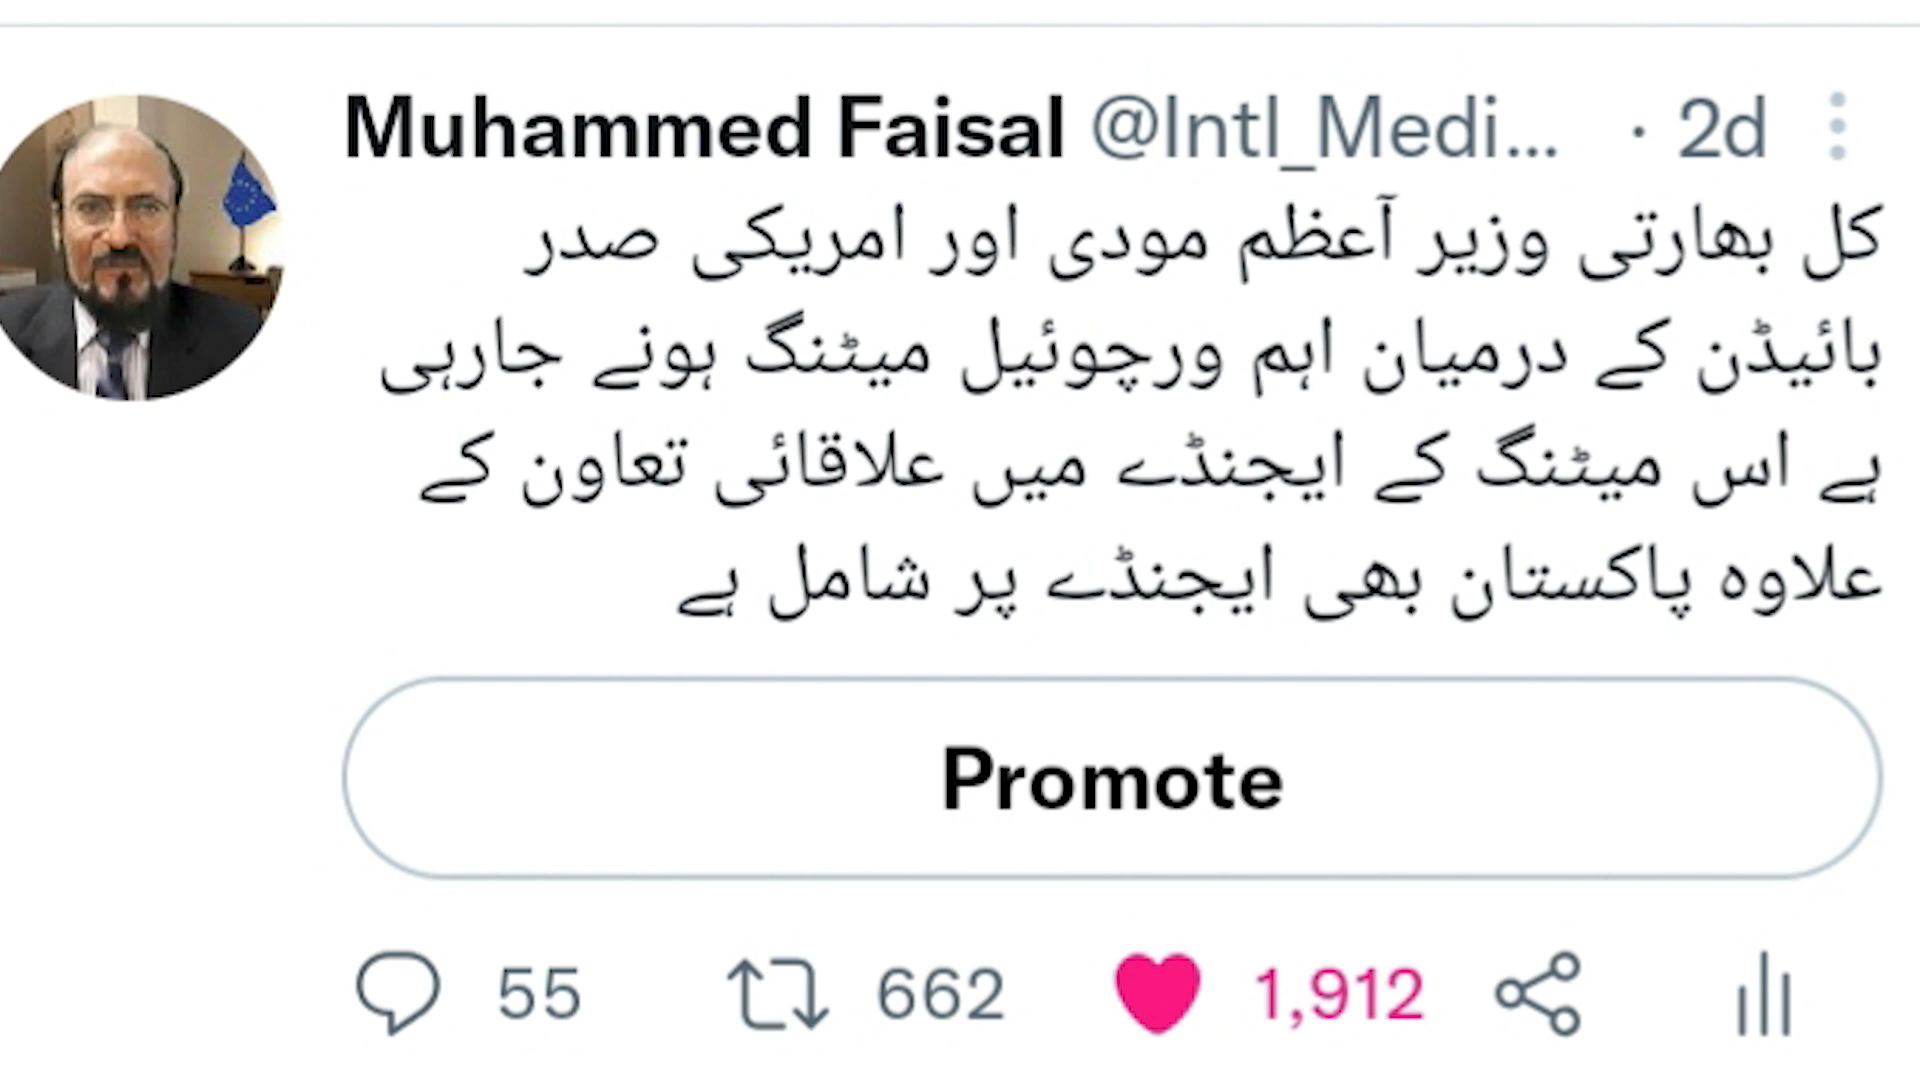 Muhammed Faisal @Intl_Medi... · 2d
کل بھارتی وزیر آعظم مودی اور امریکی صدر
بائیڈن کے درمیان اہم ورچوئیل میٹنگ ہونے جارہی
ہے اس میٹنگ کے ایجنڈے میں علاقائی تعاون کے
علاوہ پاکستان بھی ایجنڈے پر شامل ہے
Promote
55 662 1,912